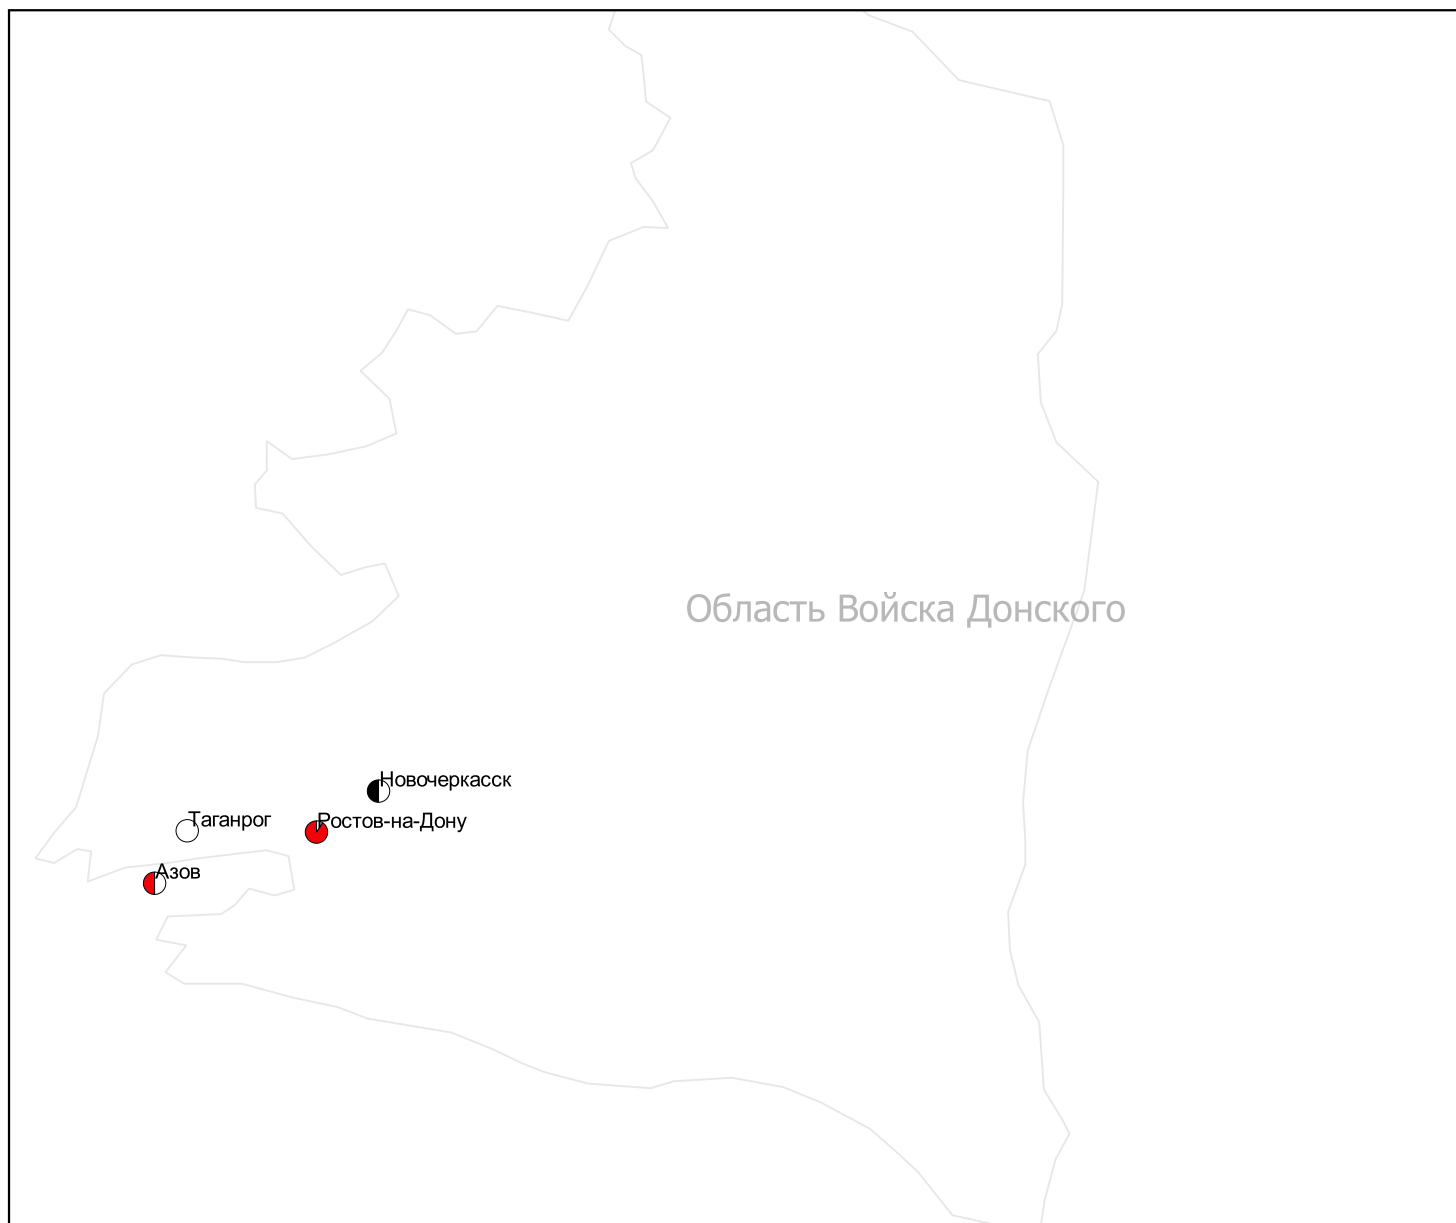 Область Войска Донского
Новочеркасск
Таганрог
Ростов-на-Дону
Азов